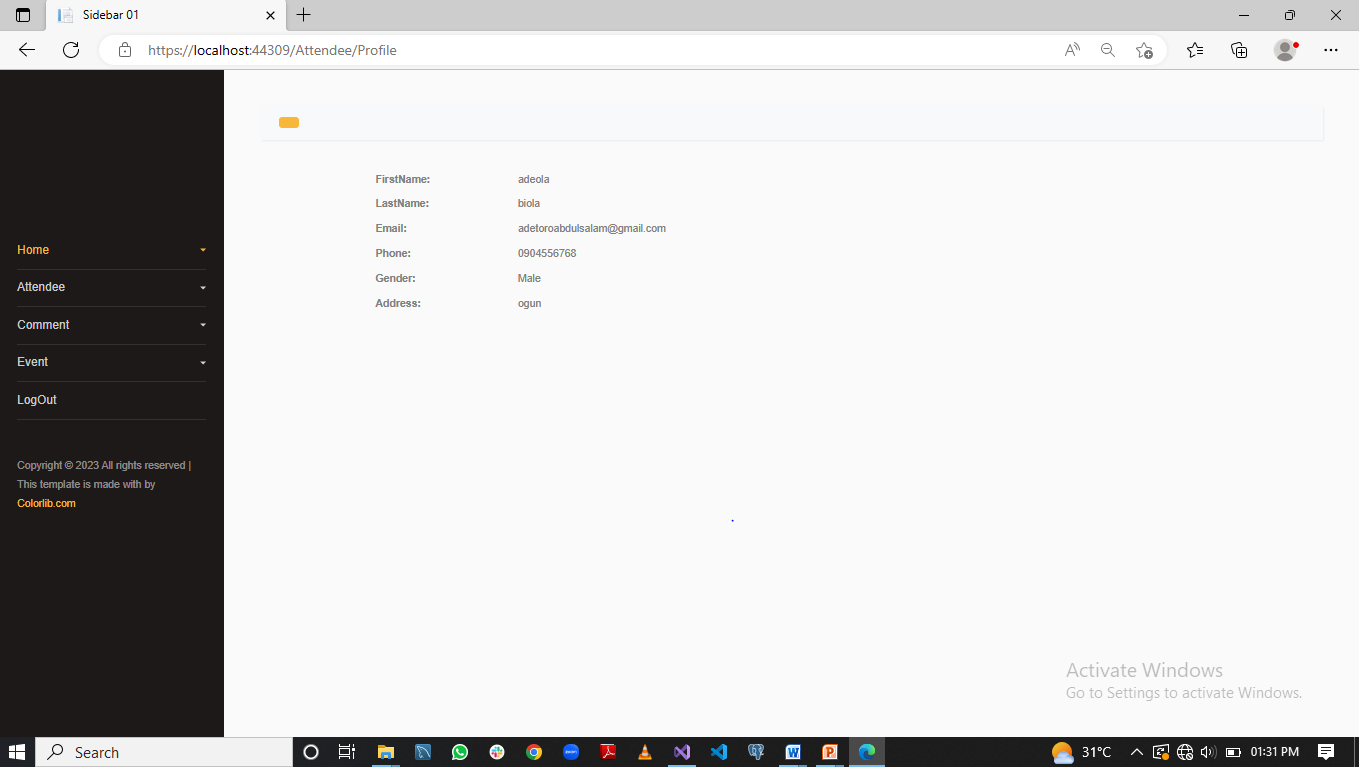 Sidebar 01
https://localhost:44309/Attendee/Profile
Home
Attendee
Comment
Event
LogOut
Copyright © 2023 All rights reserved |
This template is made with by
Colorlib.com
FirstName: adeola
LastName: biola
Email: adetoroabdulsalam@gmail.com
Phone: 0904556768
Gender: Male
Address: ogun
Activate Windows
Go to Settings to activate Windows.
Search
31°C
01:31 PM